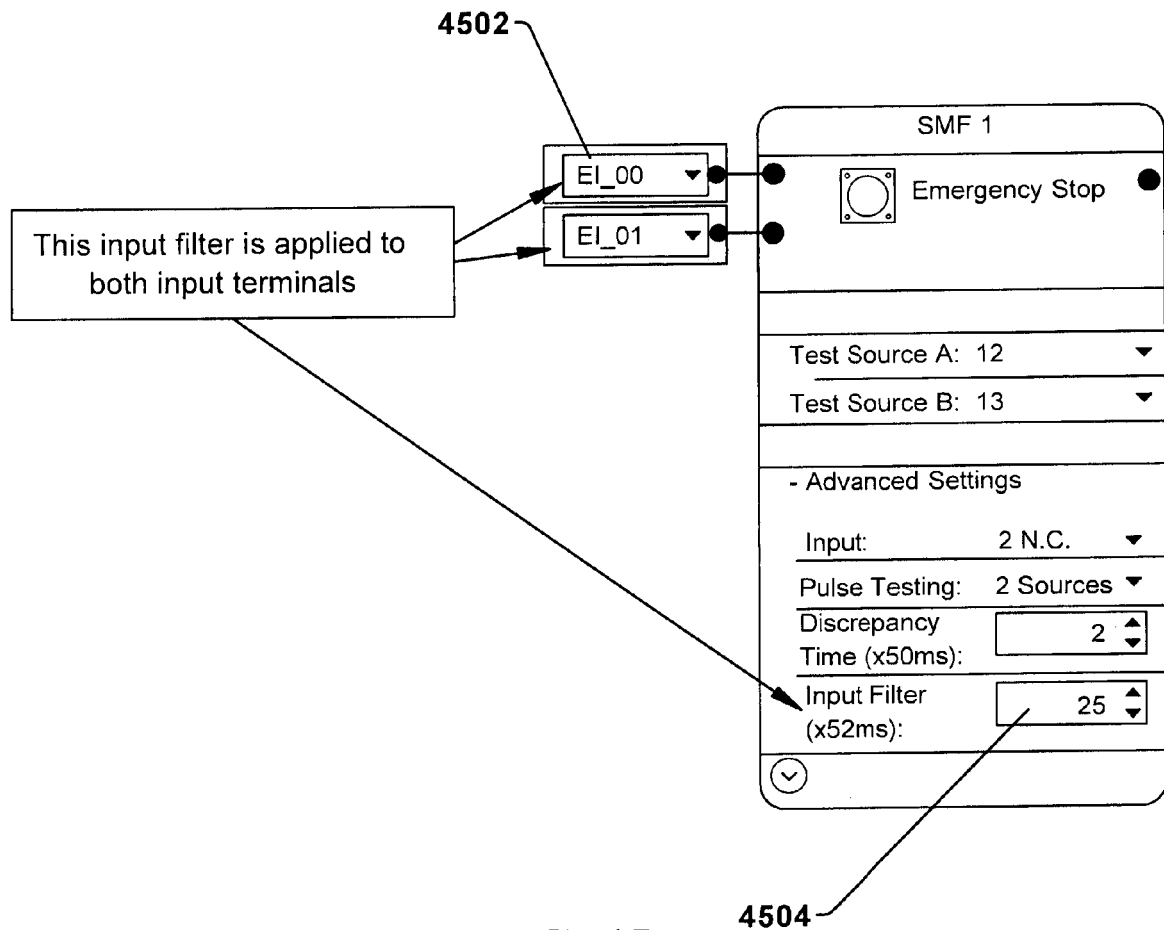 4502
SMF 1
EI_00
Emergency Stop
EI_01
This input filter is applied to
both input terminals
Test Source A: 12
Test Source B: 13
- Advanced Settings
Input: 2 N.C.
Pulse Testing: 2 Sources
Discrepancy
Time (x50ms): 2
Input Filter
(x52ms): 25
4504